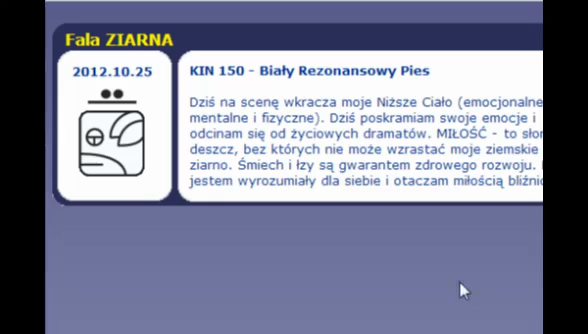 Fala ZIARNA
2012.10.25
KIN 150 - Biały Rezonansowy Pies
Dziś na scenę wkracza moje Niższe Ciało (emocjonalne
mentalne i fizyczne). Dziś poskramiam swoje emocje i
odcinam się od życiowych dramatów. MIŁOŚĆ - to
deszcz, bez których nie może wzrastać moje ziemskie
ziarno. Śmiech i łzy są gwarantem zdrowego rozwoju.
jestem wyrozumiały dla siebie i otaczam miłością